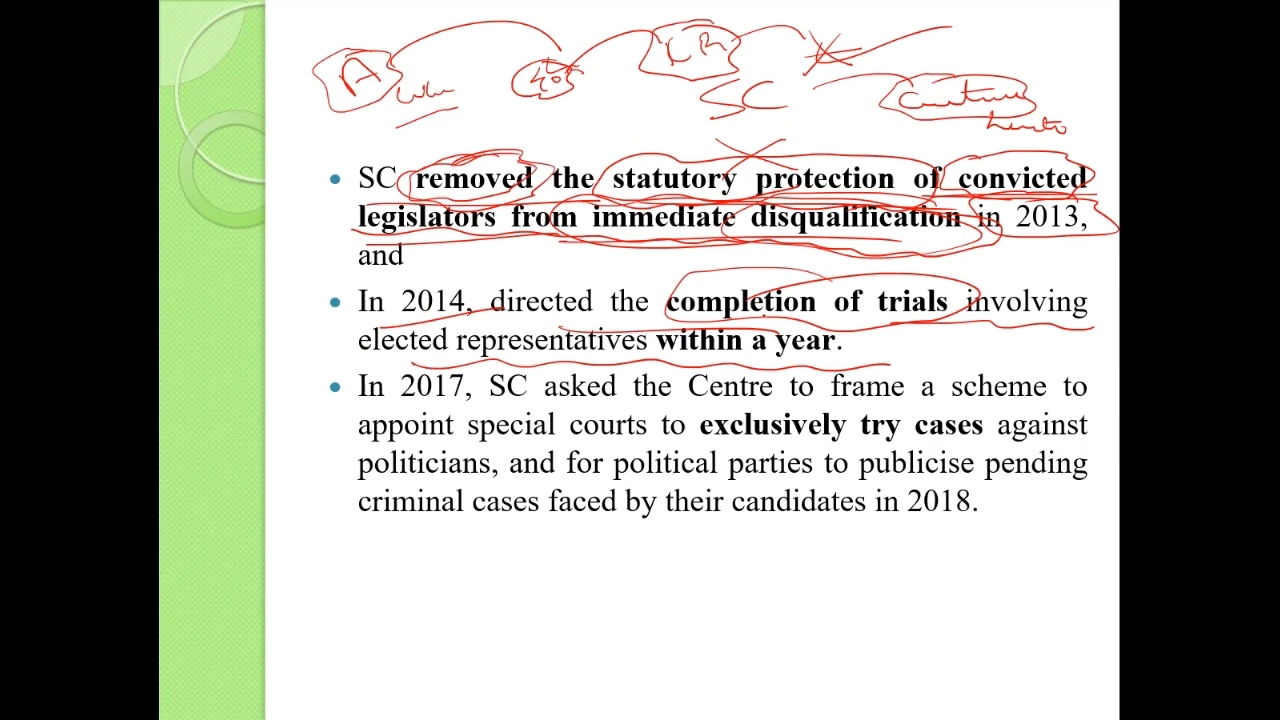 A
SC
• SC removed the statutory protection of convicted
legislators from immediate disqualification in 2013,
and
• In 2014, directed the completion of trials involving
elected representatives within a year.
• In 2017, SC asked the Centre to frame a scheme to
appoint special courts to exclusively try cases against
politicians, and for political parties to publicise pending
criminal cases faced by their candidates in 2018.